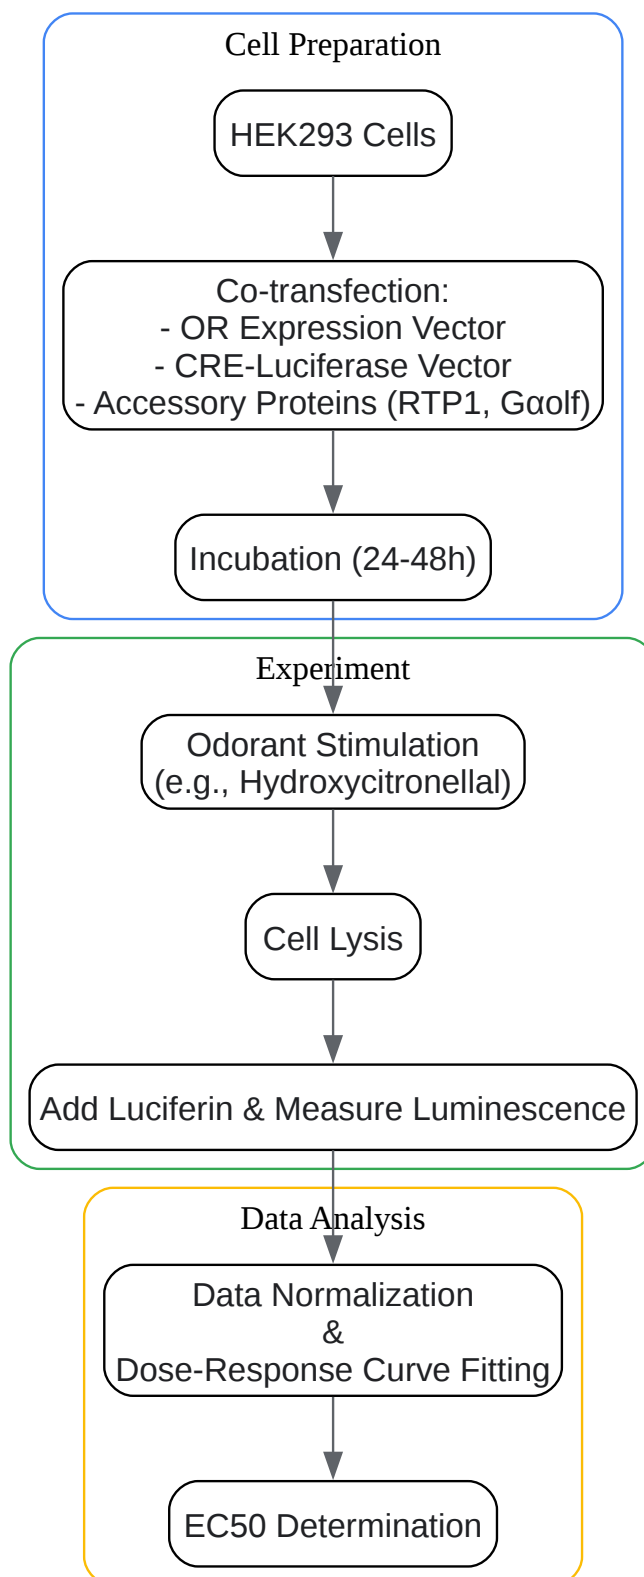 Cell Preparation
HEK293 Cells
Co-transfection:
- OR Expression Vector
- CRE-Luciferase Vector
- Accessory Proteins (RTP1, Gαolf)
Incubation (24-48h)
Experiment
Odorant Stimulation
(e.g., Hydroxycitronellal)
Cell Lysis
Add Luciferin & Measure Luminescence
Data Analysis
Data Normalization
&
Dose-Response Curve Fitting
EC50 Determination